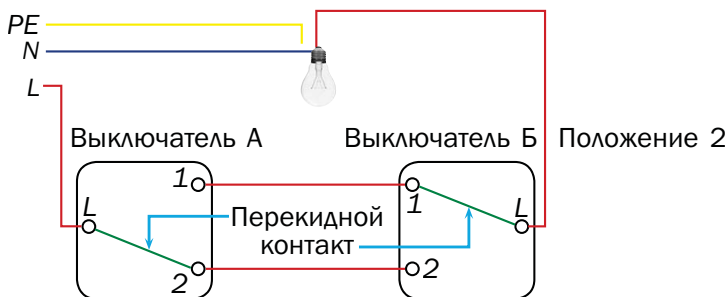 PE
N
L
Выключатель А
Выключатель Б Положение 2
1
L
2
Перекидной
контакт
1
L
2